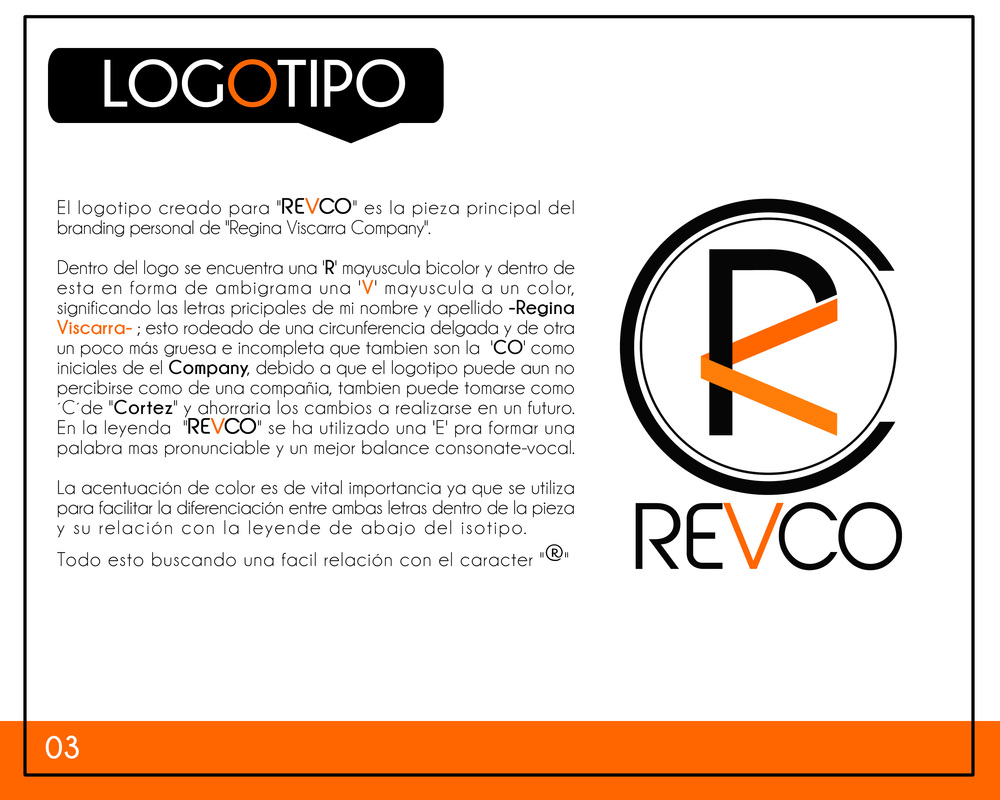 LOGOTIPO
El logotipo creado para "REVCO" es la pieza principal del
branding personal de "Regina Viscarra Company".
Dentro del logo se encuentra una 'R' mayuscula bicolor y dentro de
esta en forma de ambigrama una 'V' mayuscula a un color,
significando las letras pricipales de mi nombre y apellido -Regina
Viscarra- ; esto rodeado de una circunferencia delgada y de otra
un poco más gruesa e incompleta que tambien son la 'CO' como
iniciales de el Company, debido a que el logotipo puede aun no
percibirse como de una compañia, tambien puede tomarse como
´C´de "Cortez" y ahorraria los cambios a realizarse en un futuro.
En la leyenda "REVCO" se ha utilizado una 'E' pra formar una
palabra mas pronunciable y un mejor balance consonate-vocal.
La acentuación de color es de vital importancia ya que se utiliza
para facilitar la diferenciación entre ambas letras dentro de la pieza
y su relación con la leyende de abajo del isotipo.
Todo esto buscando una facil relación con el caracter "®"
REVCO
03